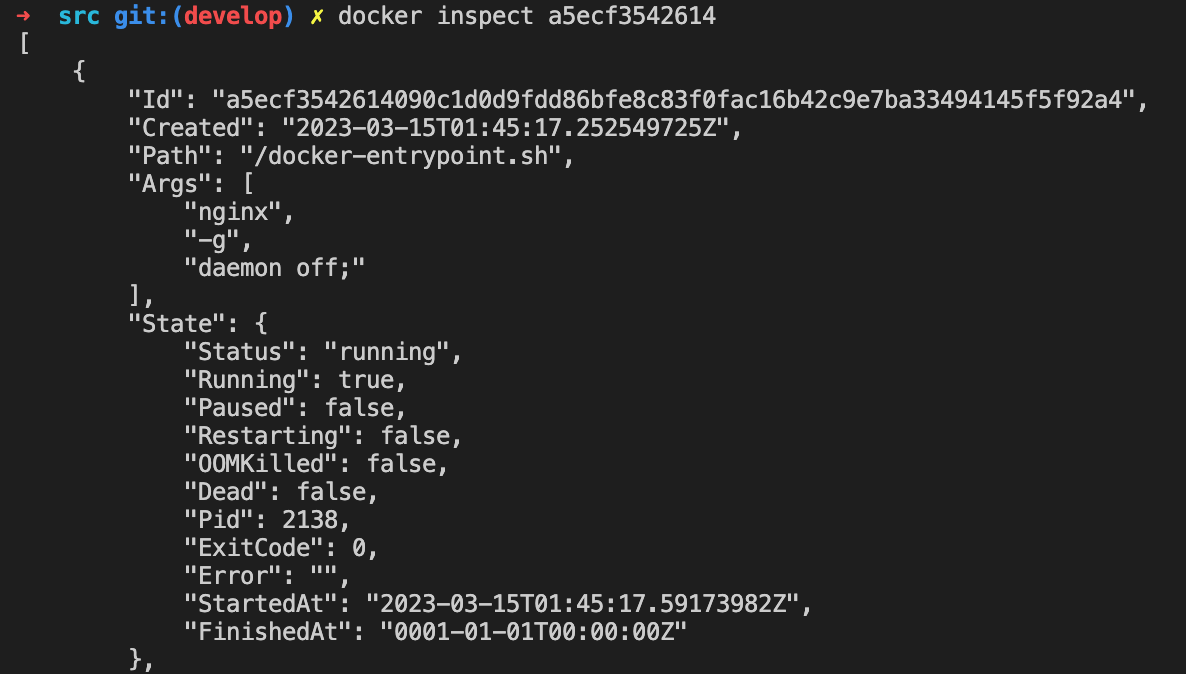 ➜  src git:(develop) ✗ docker inspect a5ecf3542614
[
    {
        "Id": "a5ecf3542614090c1d0d9fdd86bfe8c83f0fac16b42c9e7ba33494145f5f92a4",
        "Created": "2023-03-15T01:45:17.252549725Z",
        "Path": "/docker-entrypoint.sh",
        "Args": [
            "nginx",
            "-g",
            "daemon off;"
        ],
        "State": {
            "Status": "running",
            "Running": true,
            "Paused": false,
            "Restarting": false,
            "OOMKilled": false,
            "Dead": false,
            "Pid": 2138,
            "ExitCode": 0,
            "Error": "",
            "StartedAt": "2023-03-15T01:45:17.59173982Z",
            "FinishedAt": "0001-01-01T00:00:00Z"
        },